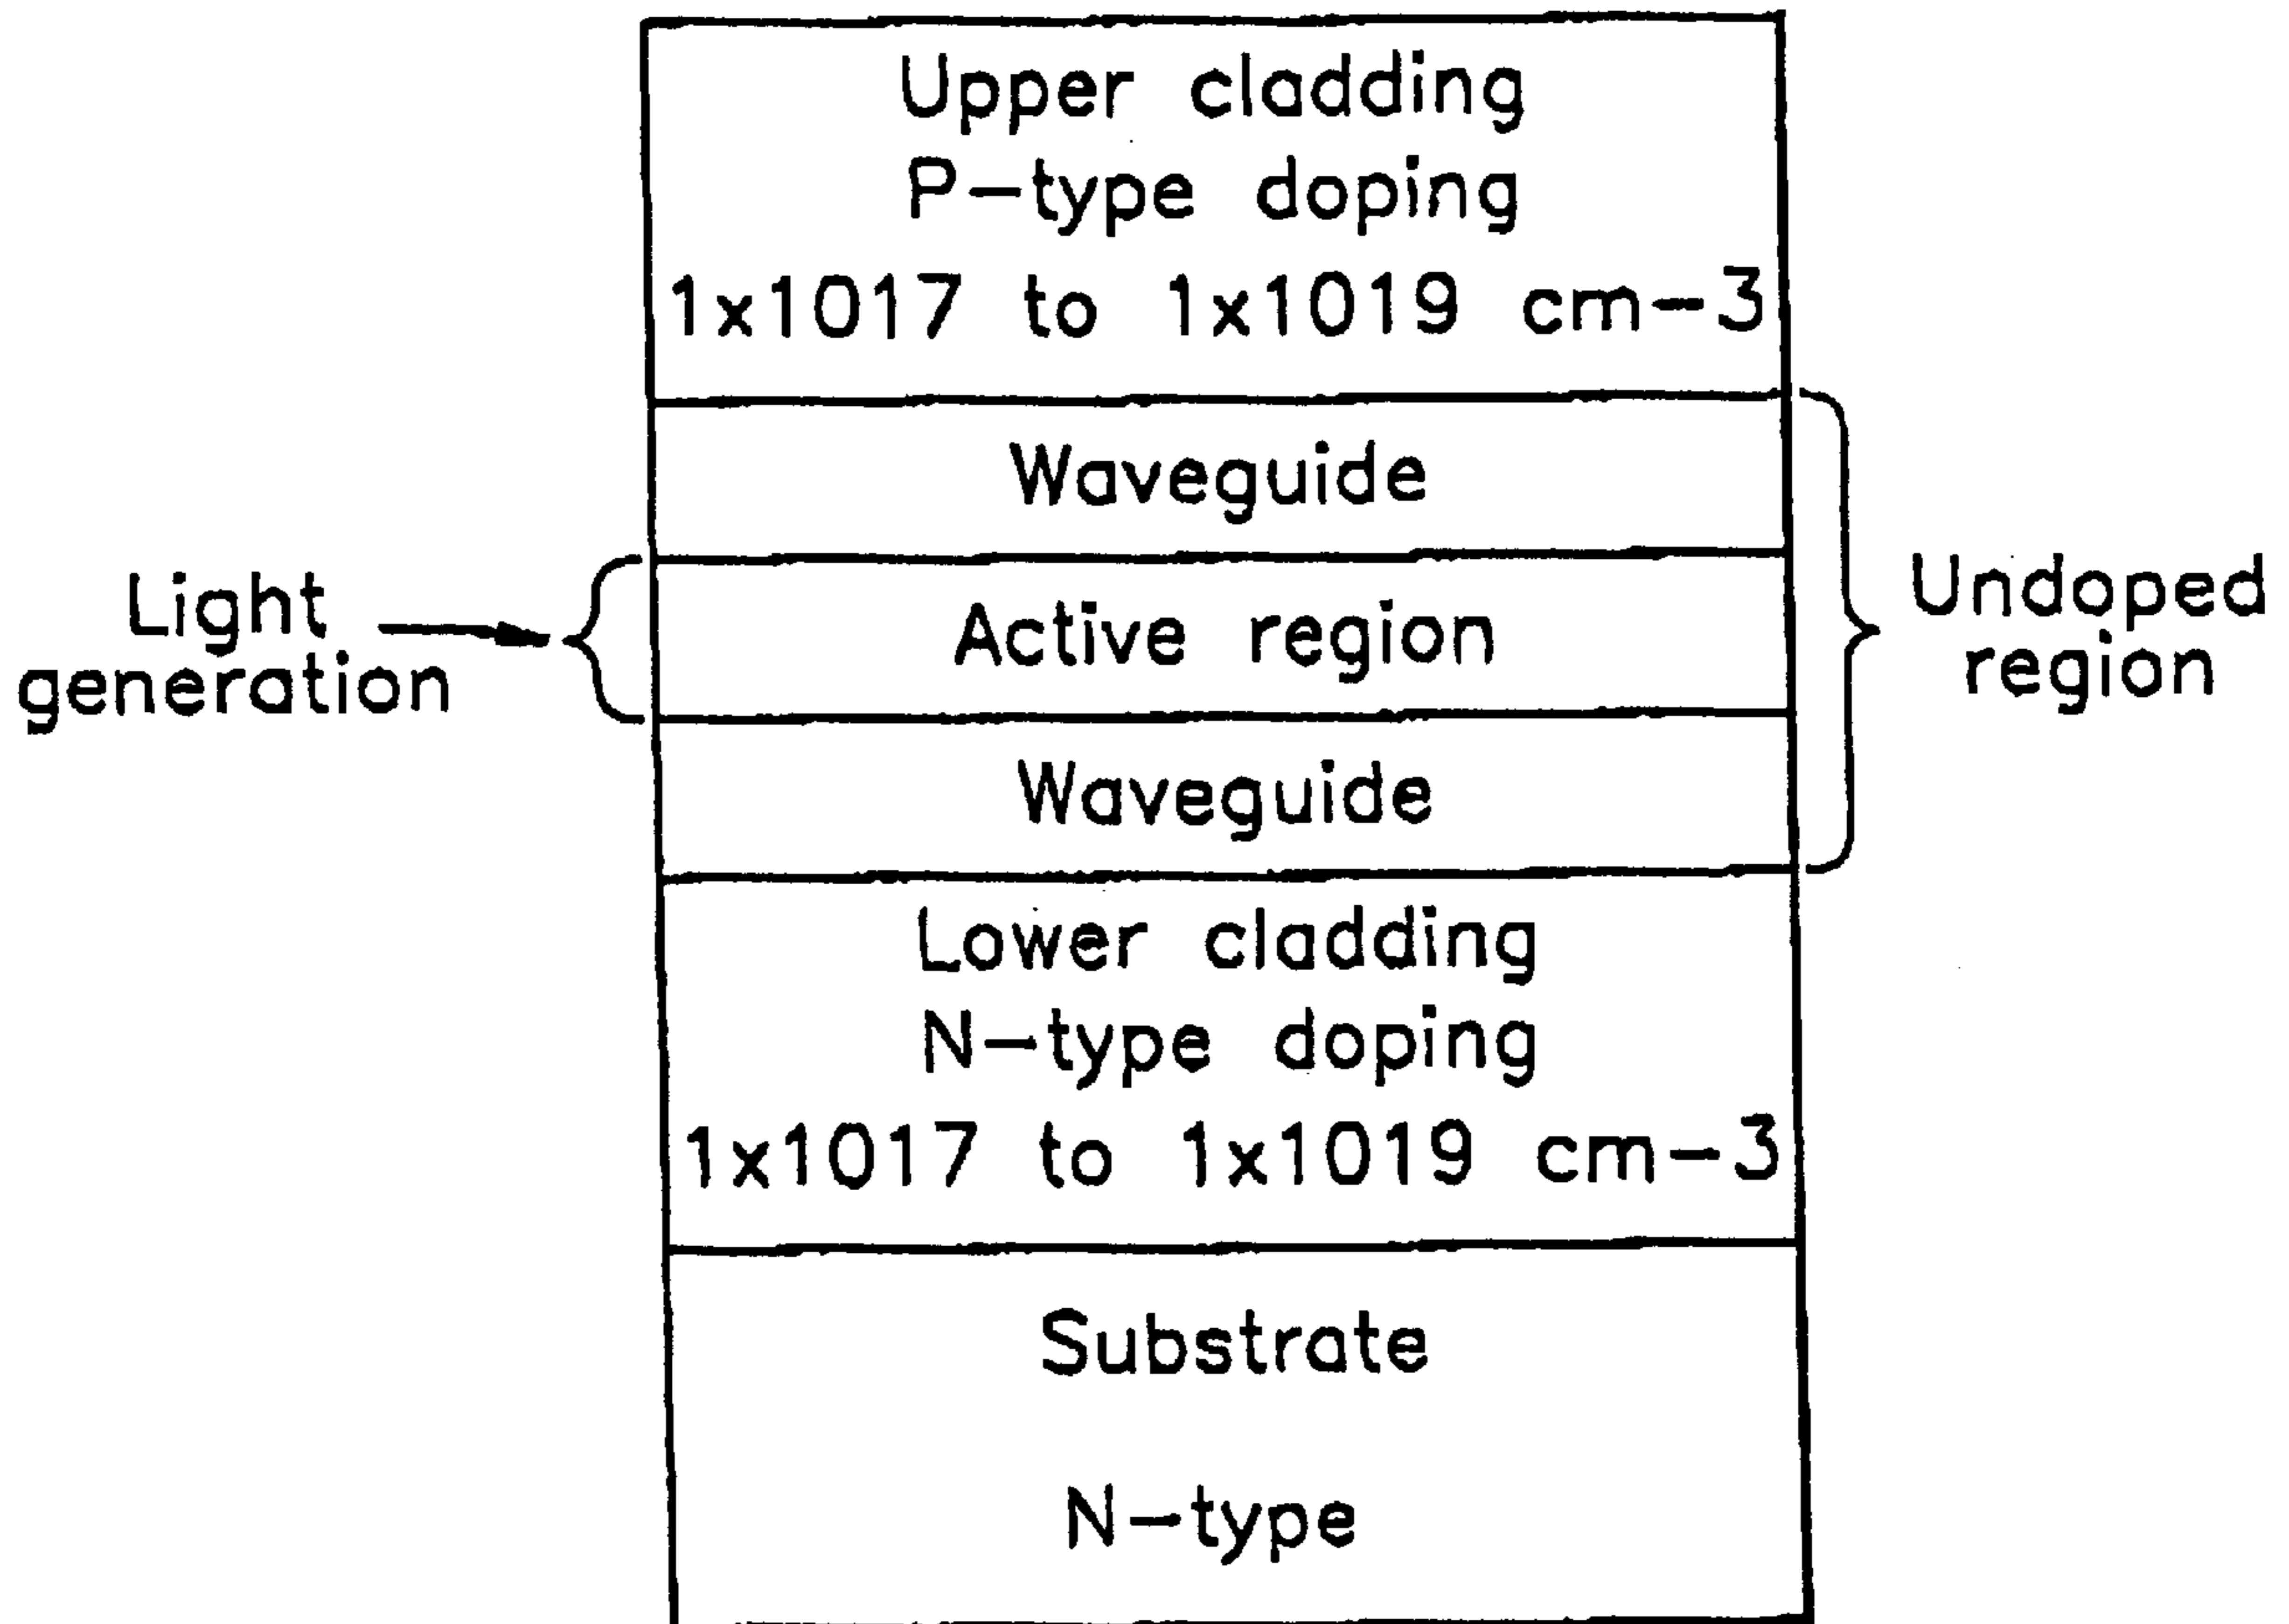 Upper cladding
P-type doping
1x1017 to 1x1019 cm-3
Waveguide
Light
generation
Active region
Undoped
region
Waveguide
Lower cladding
N-type doping
1x1017 to 1x1019 cm-3
Substrate
N-type